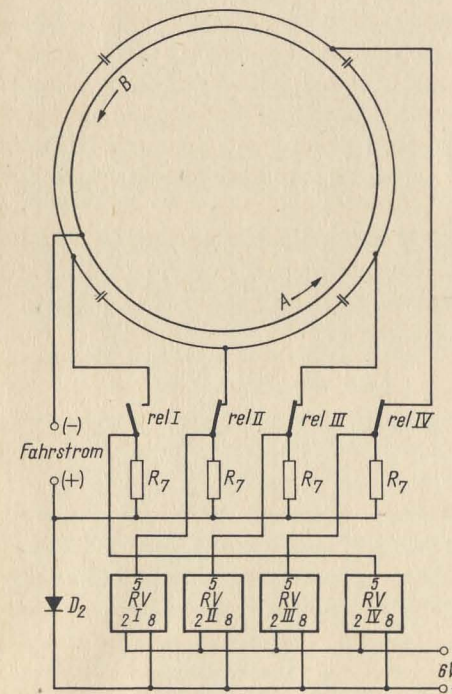 B
A
rel I rel II rel III rel IV
(−)
Fahrstrom
(+)
R7 R7 R7 R7
D2
5 5 5 5
RV RV RV RV
2 I 8 2 II 8 2 III 8 2 IV 8
6V